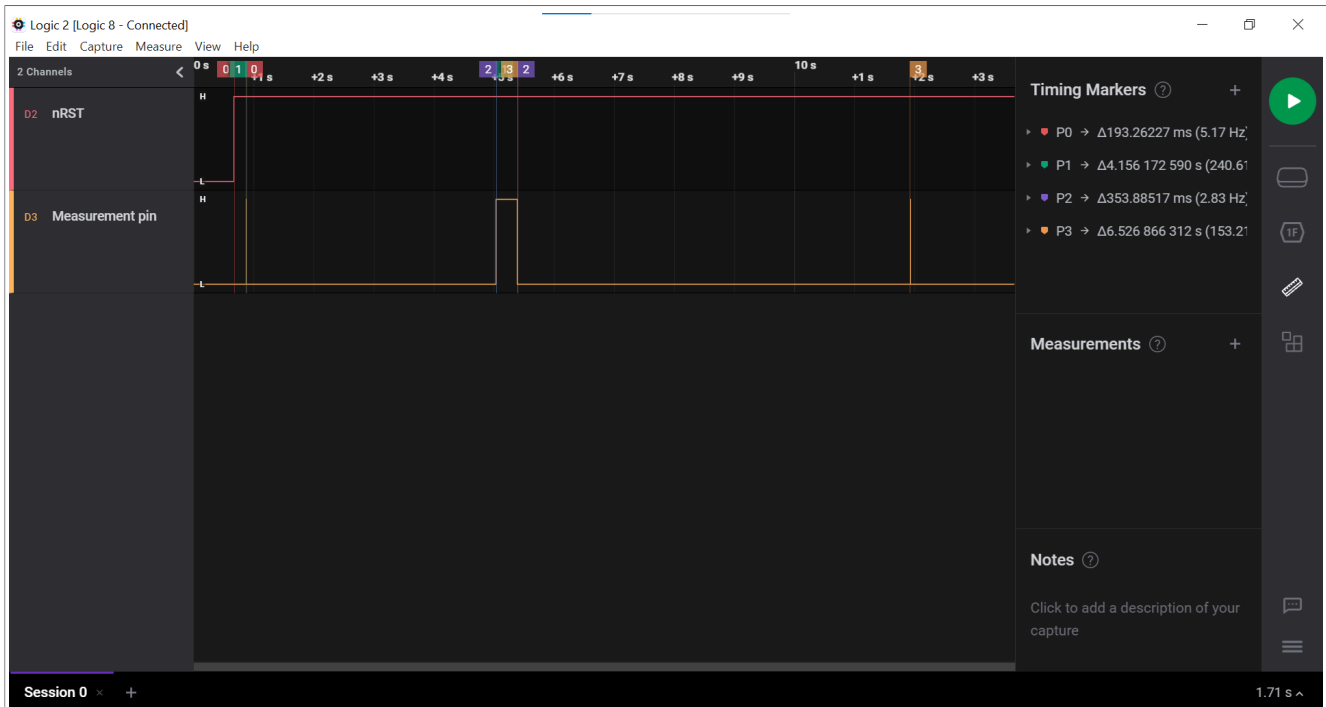 Logic 2 [Logic 8 - Connected]
File Edit Capture Measure View Help
2 Channels
0 s
0 1 0
+1 s
+2 s
+3 s
+4 s
2 3 2
+5 s
+6 s
+7 s
+8 s
+9 s
10 s
+1 s
3
+2 s
+3 s
D2 nRST
H
L
D3 Measurement pin
H
L
Timing Markers ? +
P0 → Δ193.26227 ms (5.17 Hz
P1 → Δ4.156 172 590 s (240.61
P2 → Δ353.88517 ms (2.83 Hz
P3 → Δ6.526 866 312 s (153.21
1F
Measurements ? +
Notes ?
Click to add a description of your
capture
Session 0 × +
1.71 s